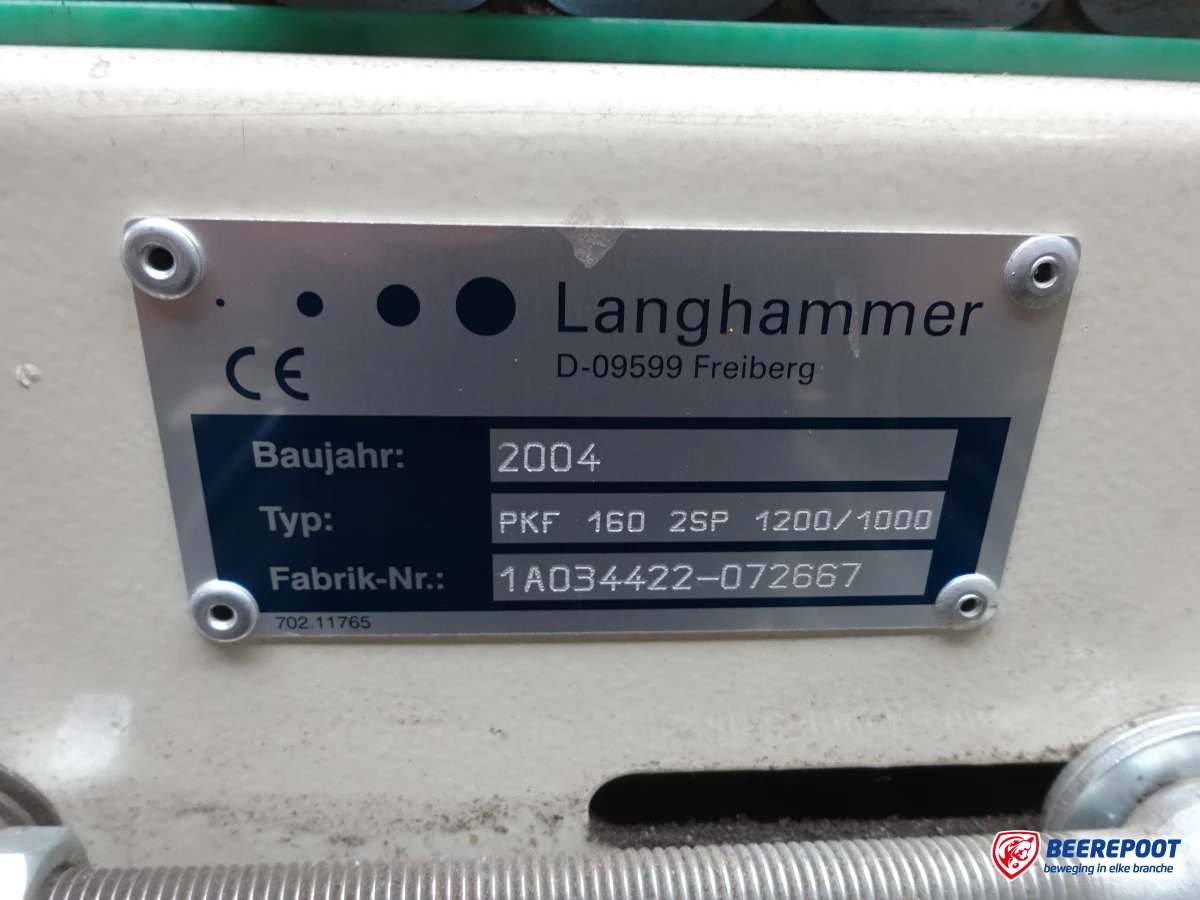 Langhammer
D-09599 Freiberg
CE
Baujahr: 2004
Typ: PKF 160 2SP 1200/1000
Fabrik-Nr.: 1A034422-072667
702.11765
BEEREPOOT
beweging in elke branche